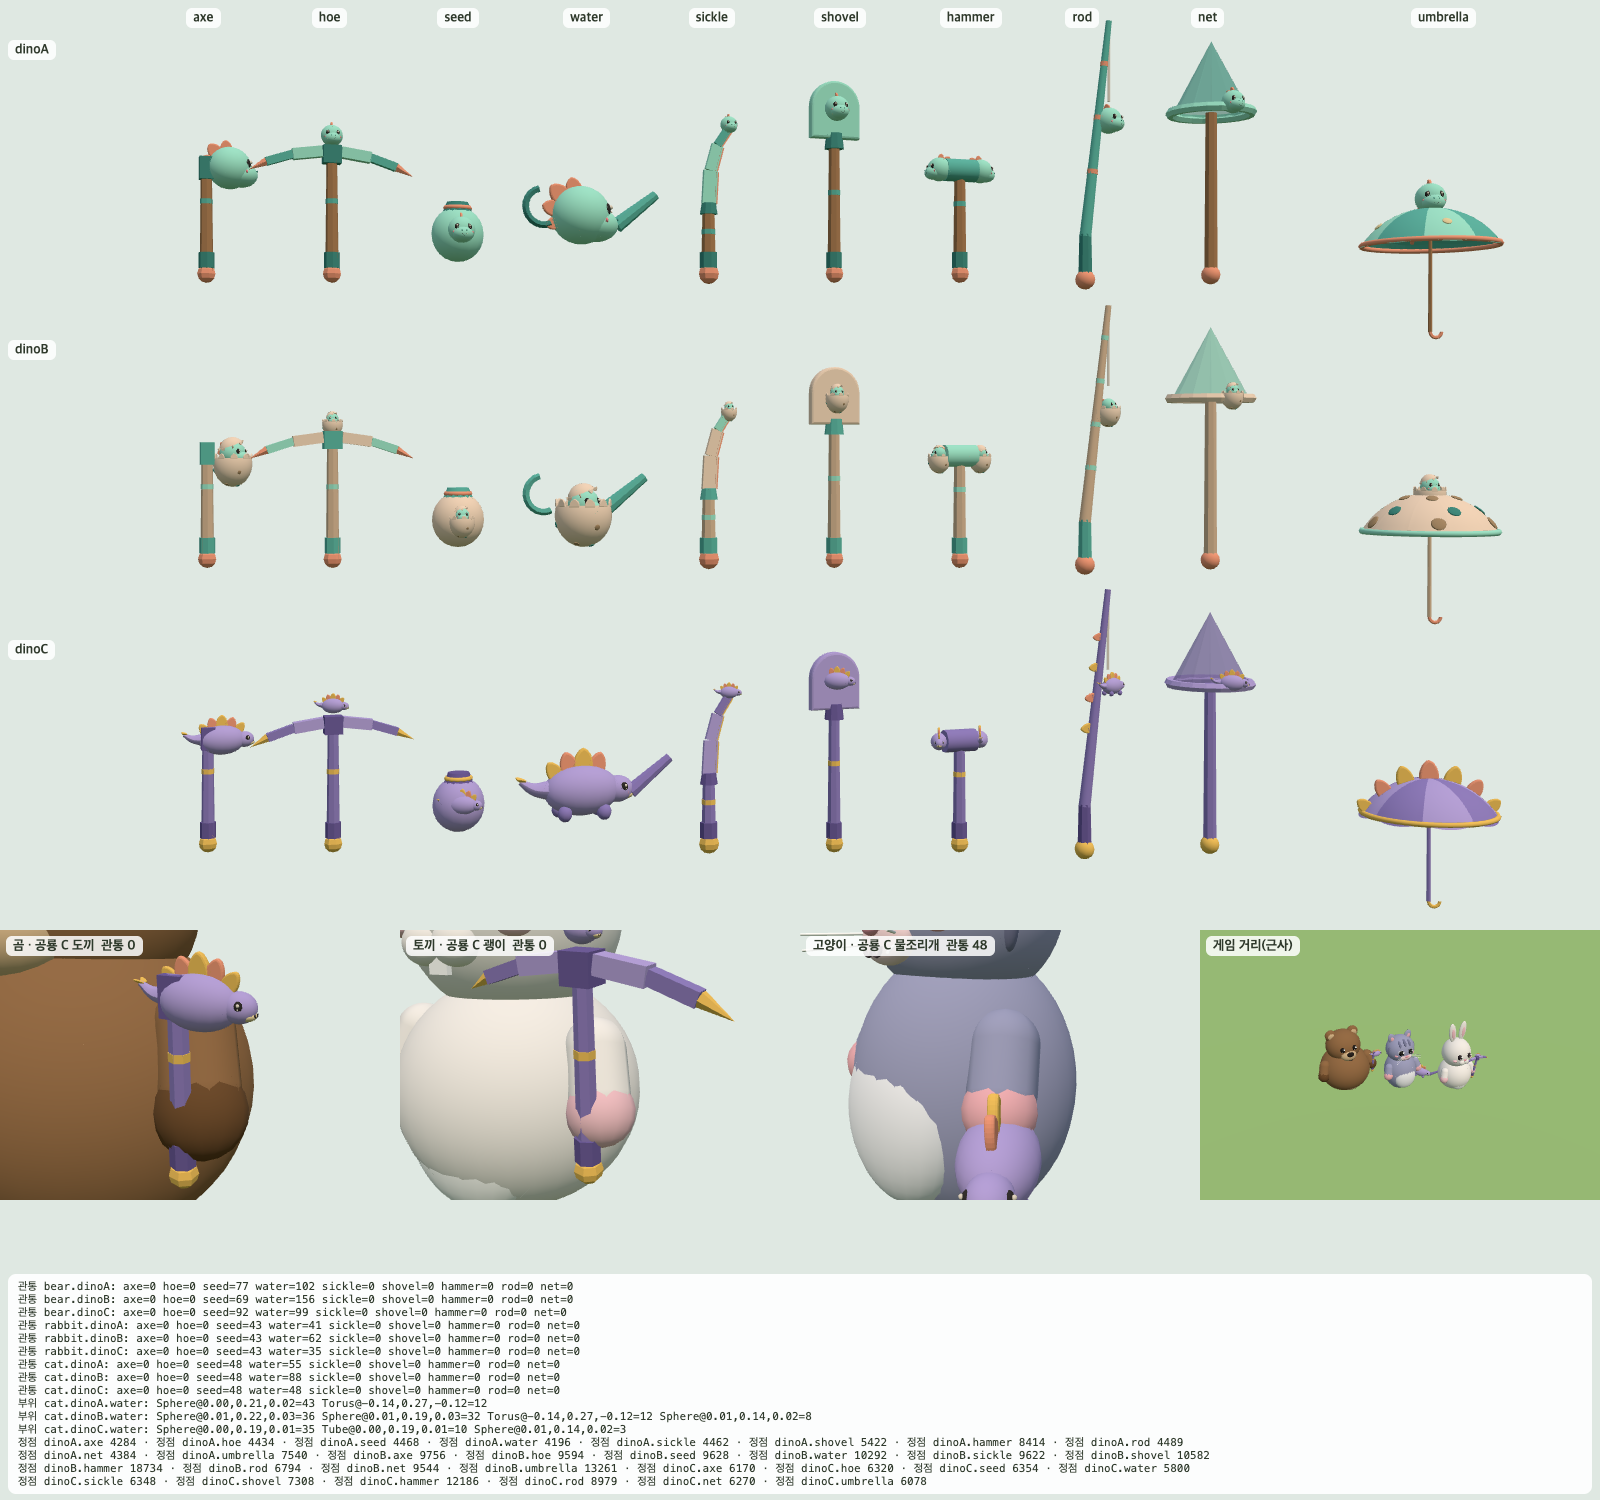 axe hoe seed water sickle shovel hammer rod net umbrella
dinoA
dinoB
dinoC
곰 · 공룡 C 도끼 관통 0
토끼 · 공룡 C 괭이 관통 0
고양이 · 공룡 C 물조리개 관통 48
게임 거리(근사)
관통 bear.dinoA: axe=0 hoe=0 seed=77 water=102 sickle=0 shovel=0 hammer=0 rod=0 net=0
관통 bear.dinoB: axe=0 hoe=0 seed=69 water=156 sickle=0 shovel=0 hammer=0 rod=0 net=0
관통 bear.dinoC: axe=0 hoe=0 seed=92 water=99 sickle=0 shovel=0 hammer=0 rod=0 net=0
관통 rabbit.dinoA: axe=0 hoe=0 seed=43 water=41 sickle=0 shovel=0 hammer=0 rod=0 net=0
관통 rabbit.dinoB: axe=0 hoe=0 seed=43 water=62 sickle=0 shovel=0 hammer=0 rod=0 net=0
관통 rabbit.dinoC: axe=0 hoe=0 seed=43 water=35 sickle=0 shovel=0 hammer=0 rod=0 net=0
관통 cat.dinoA: axe=0 hoe=0 seed=48 water=55 sickle=0 shovel=0 hammer=0 rod=0 net=0
관통 cat.dinoB: axe=0 hoe=0 seed=48 water=88 sickle=0 shovel=0 hammer=0 rod=0 net=0
관통 cat.dinoC: axe=0 hoe=0 seed=48 water=48 sickle=0 shovel=0 hammer=0 rod=0 net=0
부위 cat.dinoA.water: Sphere@0.00,0.21,0.02=43 Torus@-0.14,0.27,-0.12=12
부위 cat.dinoB.water: Sphere@0.01,0.22,0.03=36 Sphere@0.01,0.19,0.03=32 Torus@-0.14,0.27,-0.12=12 Sphere@0.01,0.14,0.02=8
부위 cat.dinoC.water: Sphere@0.00,0.19,0.01=35 Tube@0.00,0.19,0.01=10 Sphere@0.01,0.14,0.02=3
정점 dinoA.axe 4284 · 정점 dinoA.hoe 4434 · 정점 dinoA.seed 4468 · 정점 dinoA.water 4196 · 정점 dinoA.sickle 4462 · 정점 dinoA.shovel 5422 · 정점 dinoA.hammer 8414 · 정점 dinoA.rod 4489
정점 dinoA.net 4384 · 정점 dinoA.umbrella 7540 · 정점 dinoB.axe 9756 · 정점 dinoB.hoe 9594 · 정점 dinoB.seed 9628 · 정점 dinoB.water 10292 · 정점 dinoB.sickle 9622 · 정점 dinoB.shovel 10582
정점 dinoB.hammer 18734 · 정점 dinoB.rod 6794 · 정점 dinoB.net 9544 · 정점 dinoB.umbrella 13261 · 정점 dinoC.axe 6170 · 정점 dinoC.hoe 6320 · 정점 dinoC.seed 6354 · 정점 dinoC.water 5800
정점 dinoC.sickle 6348 · 정점 dinoC.shovel 7308 · 정점 dinoC.hammer 12186 · 정점 dinoC.rod 8979 · 정점 dinoC.net 6270 · 정점 dinoC.umbrella 6078